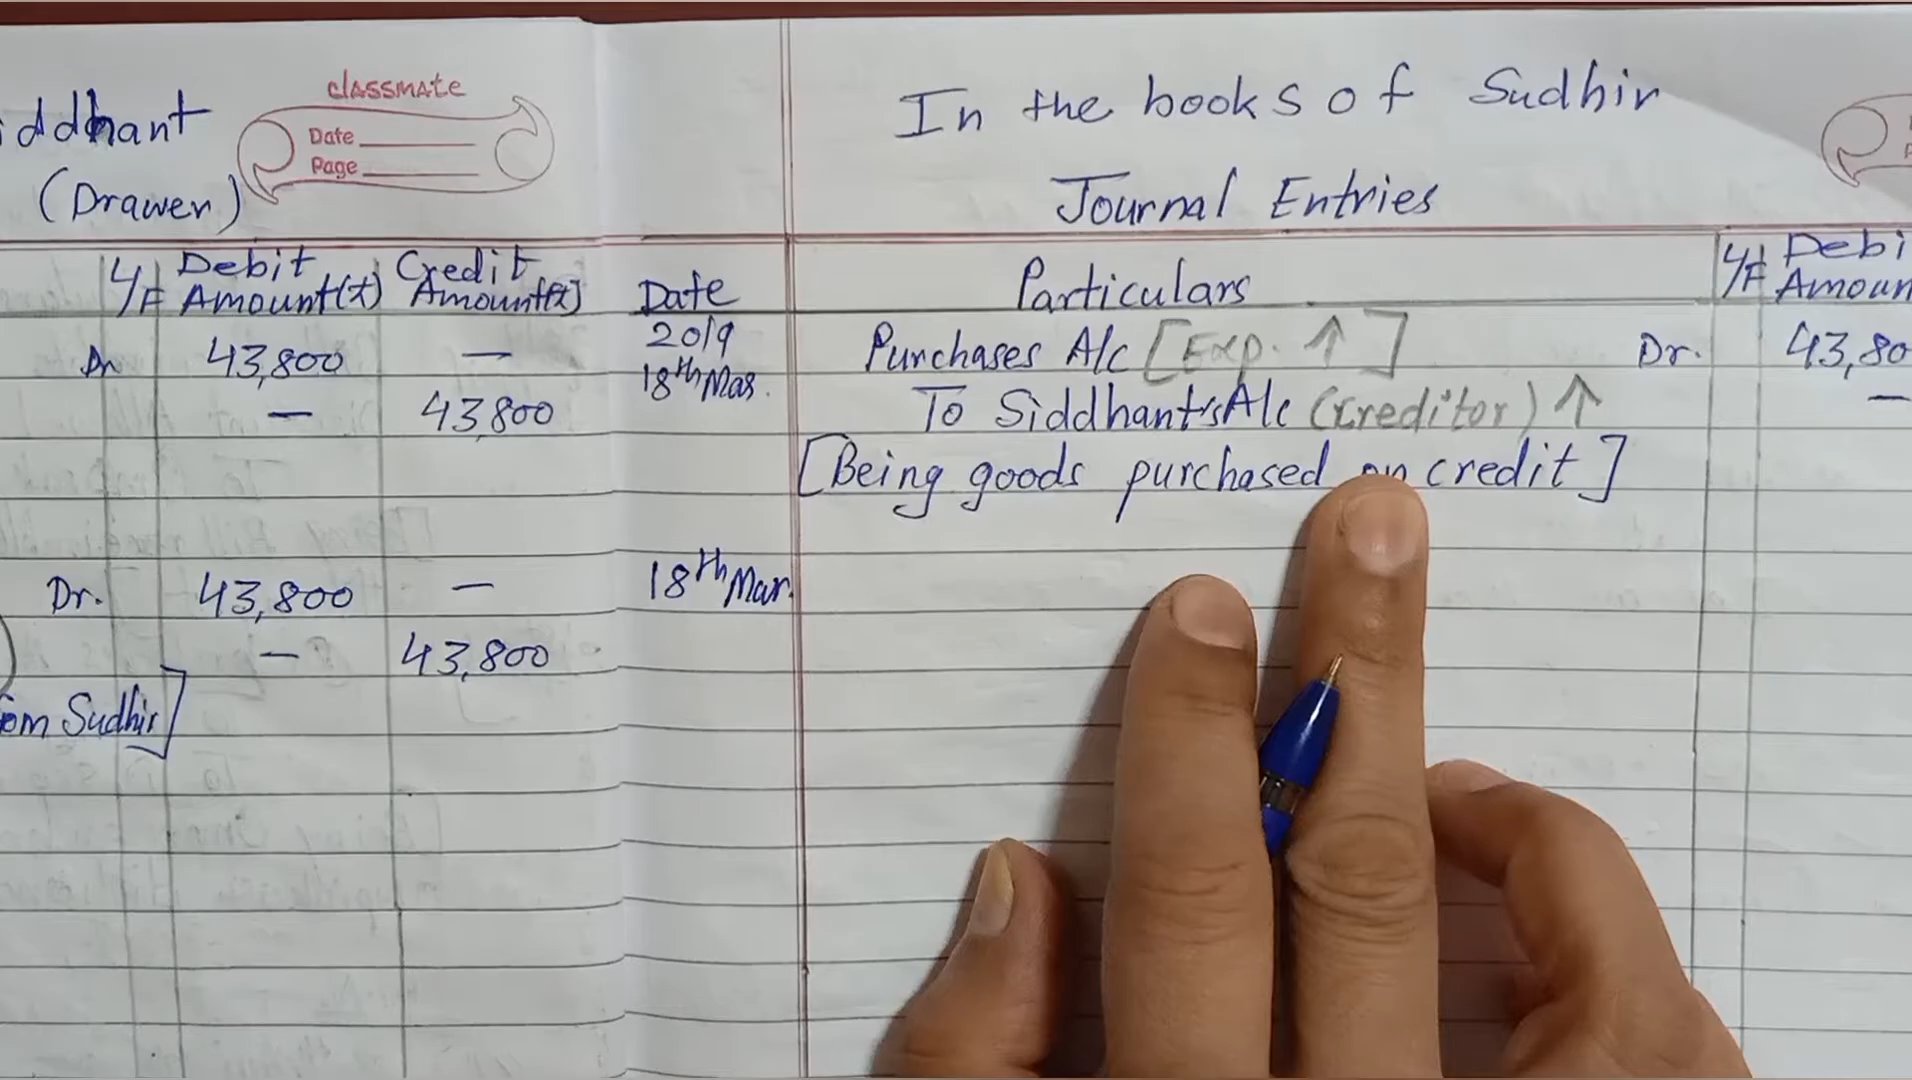 iddhant
(Drawer)
classmate
Date
Page
L/F Debit Amount(₹) Credit Amount(₹)
Dr 43,800 —
— 43,800
Dr. 43,800 —
— 43,800
om Sudhir]
In the books of Sudhir
Journal Entries
Date Particulars L/F Debi
Amoun
2019
18th Mar. Purchases A/c [Exp. ↑] Dr. 43,80
To Siddhant's A/c (creditor) ↑ —
[Being goods purchased on credit]
18th Mar.